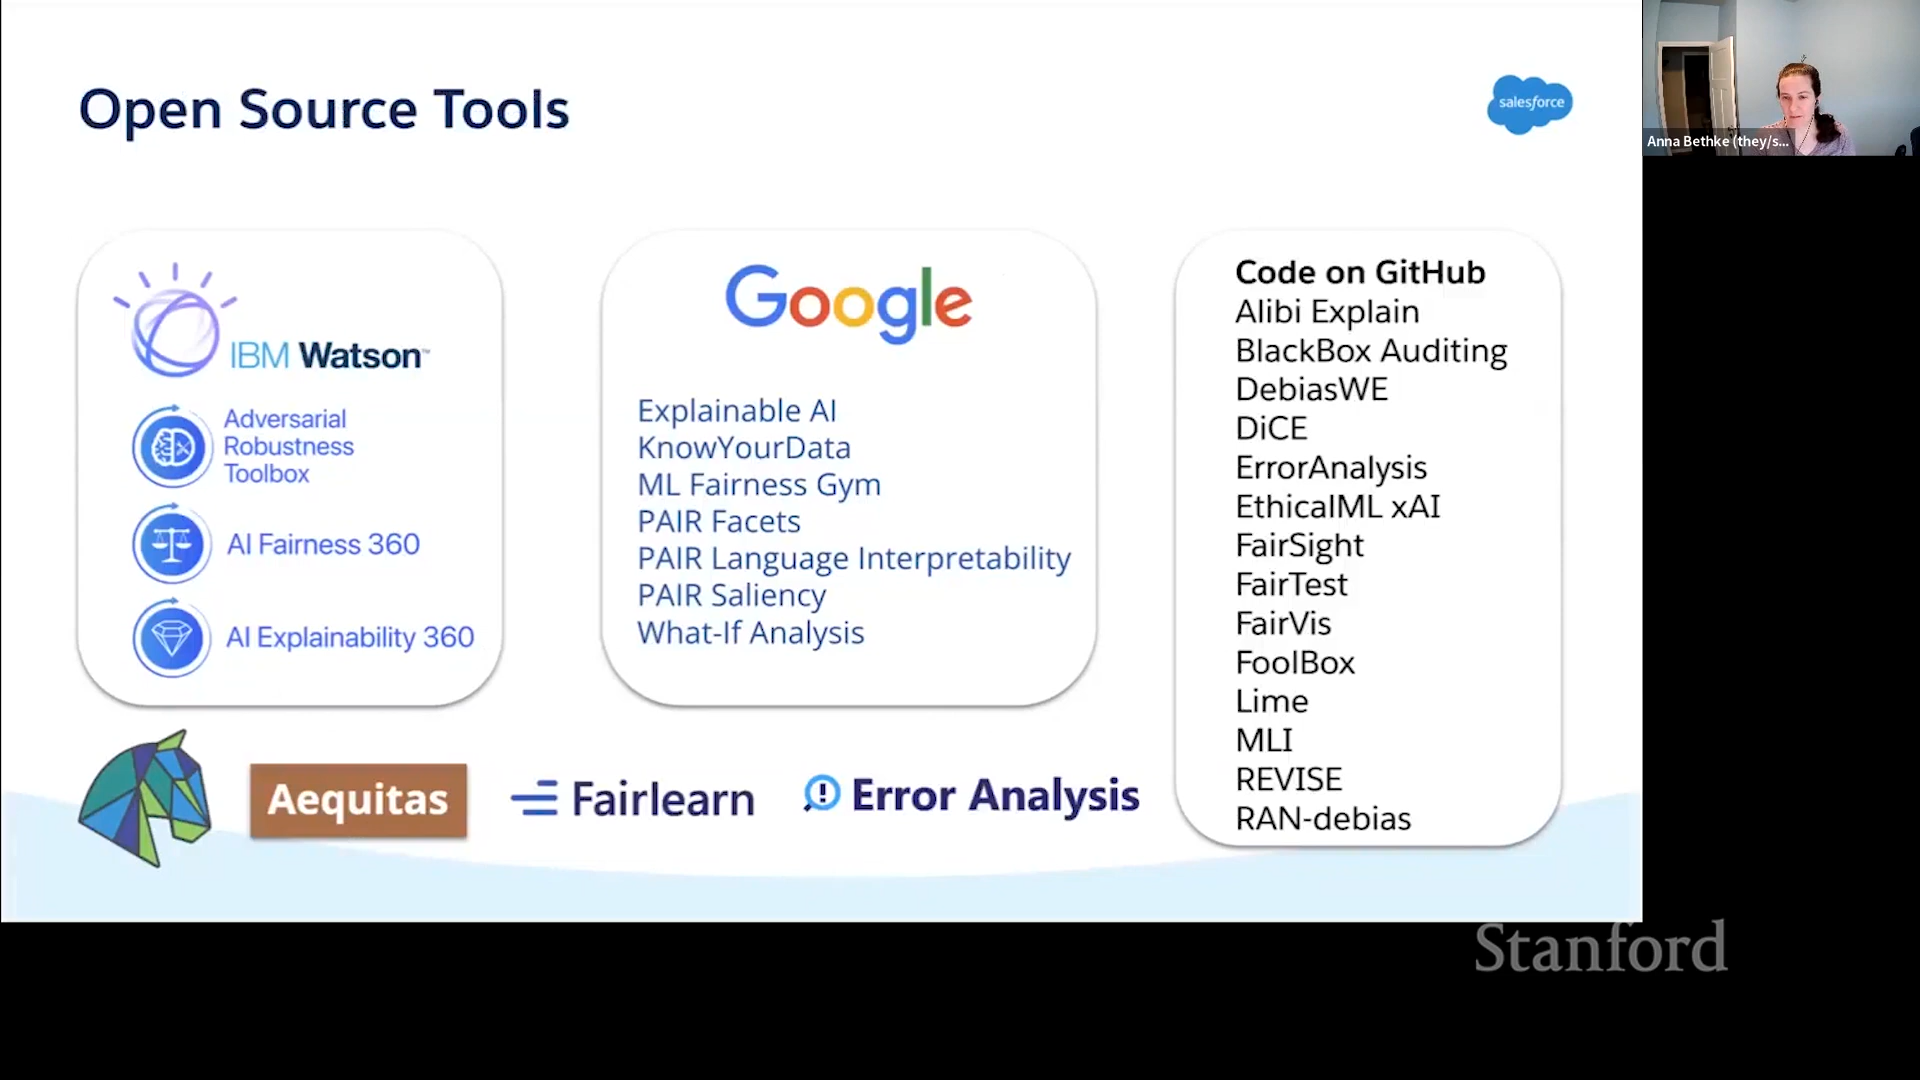 Open Source Tools
salesforce
Anna Bethke (they/s...
IBM Watson™
Adversarial
Robustness
Toolbox
AI Fairness 360
AI Explainability 360
Google
Explainable AI
KnowYourData
ML Fairness Gym
PAIR Facets
PAIR Language Interpretability
PAIR Saliency
What-If Analysis
Code on GitHub
Alibi Explain
BlackBox Auditing
DebiasWE
DiCE
ErrorAnalysis
EthicalML xAI
FairSight
FairTest
FairVis
FoolBox
Lime
MLI
REVISE
RAN-debias
Aequitas
Fairlearn
Error Analysis
Stanford